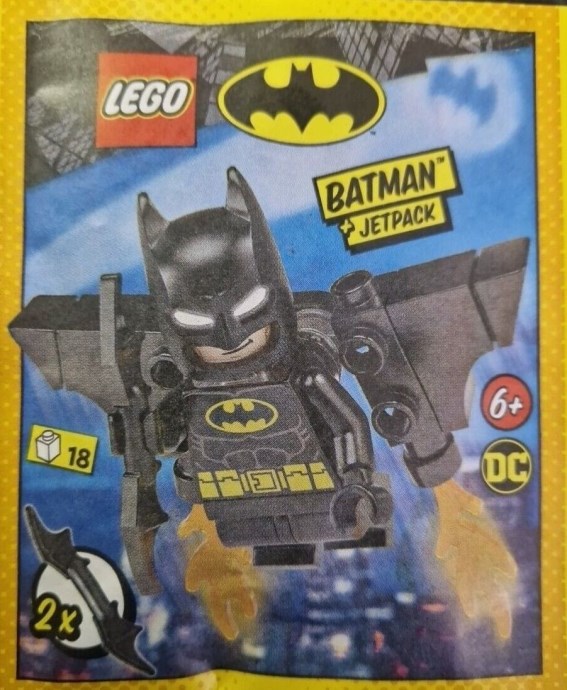 LEGO
BATMAN™
+ JETPACK
6+
18
DC
2x